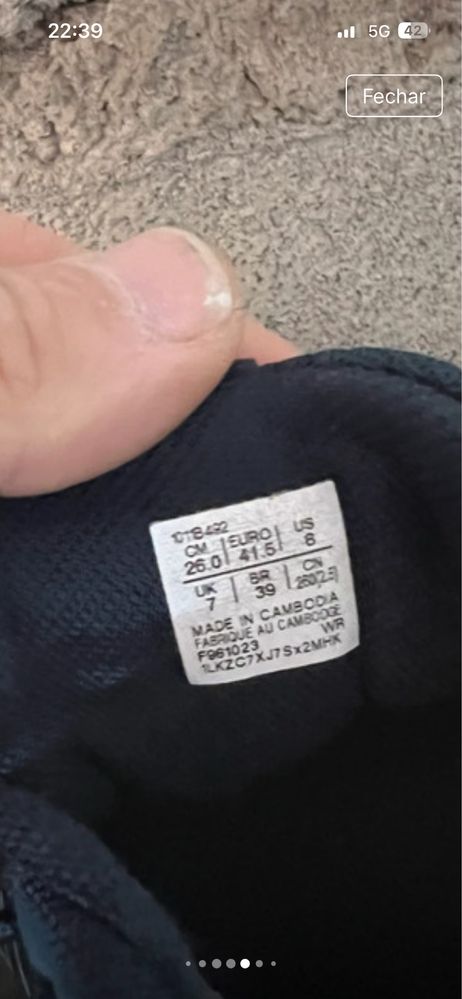 22:39
5G 42
Fechar
1011B492
CM EURO US
26.0 41.5 8
UK BR CN
7 39 260(2.5)
MADE IN CAMBODIA
FABRIQUE AU CAMBODGE
F961023 WR
1LKZC7XJ7Sx2MHK